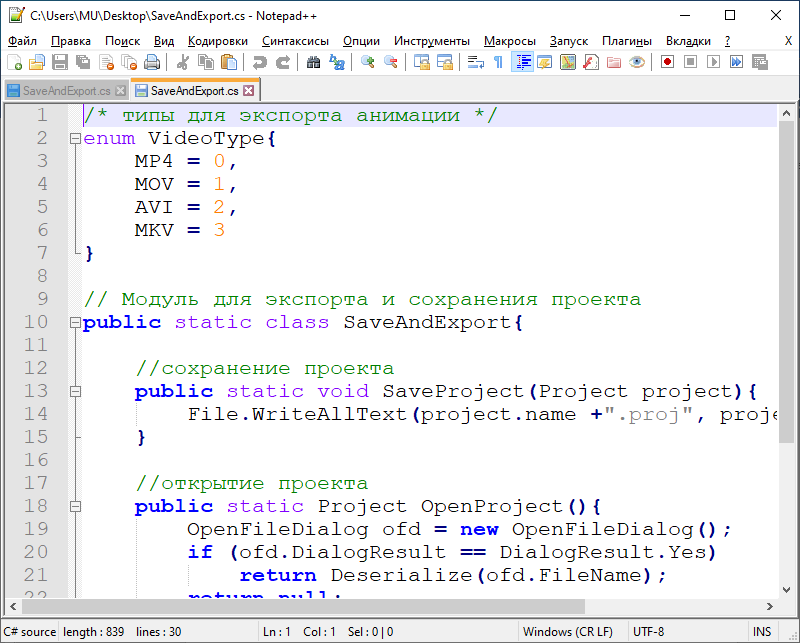 C:\Users\MU\Desktop\SaveAndExport.cs - Notepad++
Файл Правка Поиск Вид Кодировки Синтаксисы Опции Инструменты Макросы Запуск Плагины Вкладки ? X
SaveAndExport.cs SaveAndExport.cs
1 /* типы для экспорта анимации */
2 enum VideoType{
3 MP4 = 0,
4 MOV = 1,
5 AVI = 2,
6 MKV = 3
7 }
8
9 // Модуль для экспорта и сохранения проекта
10 public static class SaveAndExport{
11
12 //сохранение проекта
13 public static void SaveProject(Project project){
14 File.WriteAllText(project.name +".proj", proje
15 }
16
17 //открытие проекта
18 public static Project OpenProject(){
19 OpenFileDialog ofd = new OpenFileDialog();
20 if (ofd.DialogResult == DialogResult.Yes)
21 return Deserialize(ofd.FileName);
22 return null;
C# source length : 839 lines : 30 Ln : 1 Col : 1 Sel : 0 | 0 Windows (CR LF) UTF-8 INS